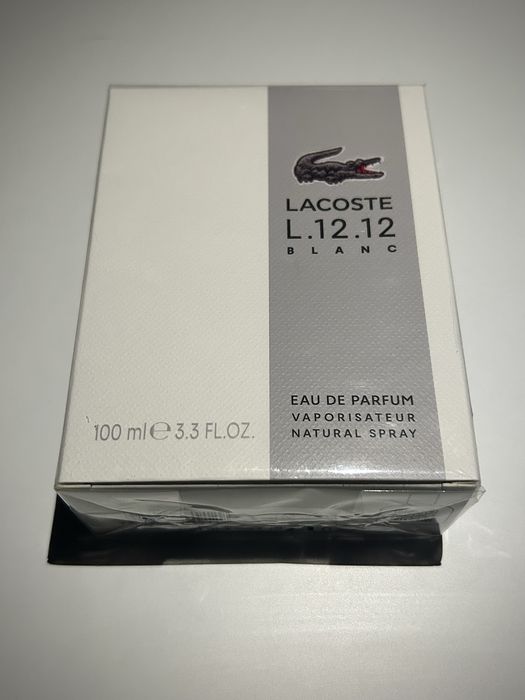 LACOSTE
L.12.12
BLANC
EAU DE PARFUM
VAPORISATEUR
NATURAL SPRAY
100 ml ℮ 3.3 FL.OZ.